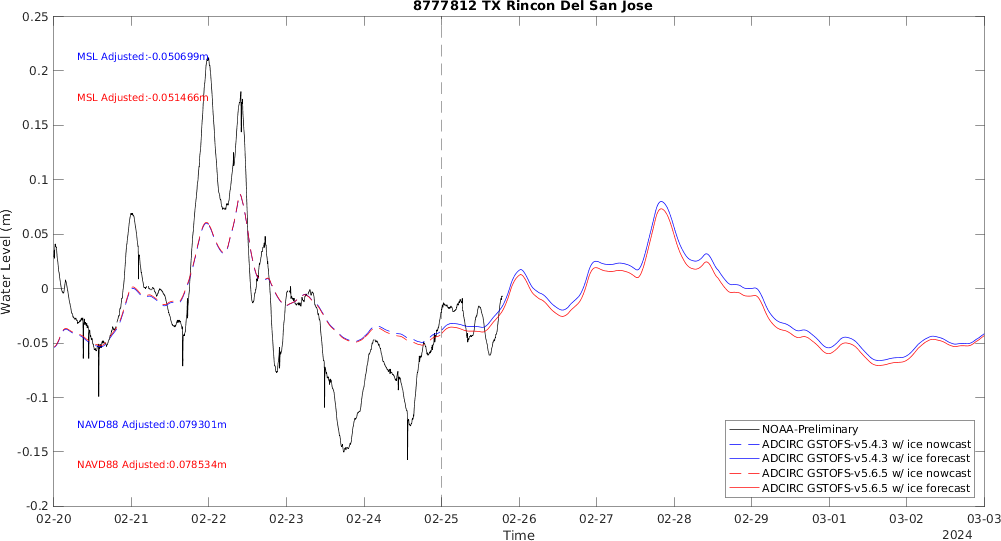 8777812 TX Rincon Del San Jose
0.25
0.2
0.15
0.1
0.05
0
-0.05
-0.1
-0.15
-0.2
Water Level (m)
MSL Adjusted:-0.050699m
MSL Adjusted:-0.051466m
NAVD88 Adjusted:0.079301m
NAVD88 Adjusted:0.078534m
NOAA-Preliminary
ADCIRC GSTOFS-v5.4.3 w/ ice nowcast
ADCIRC GSTOFS-v5.4.3 w/ ice forecast
ADCIRC GSTOFS-v5.6.5 w/ ice nowcast
ADCIRC GSTOFS-v5.6.5 w/ ice forecast
02-20 02-21 02-22 02-23 02-24 02-25 02-26 02-27 02-28 02-29 03-01 03-02 03-03
Time
2024